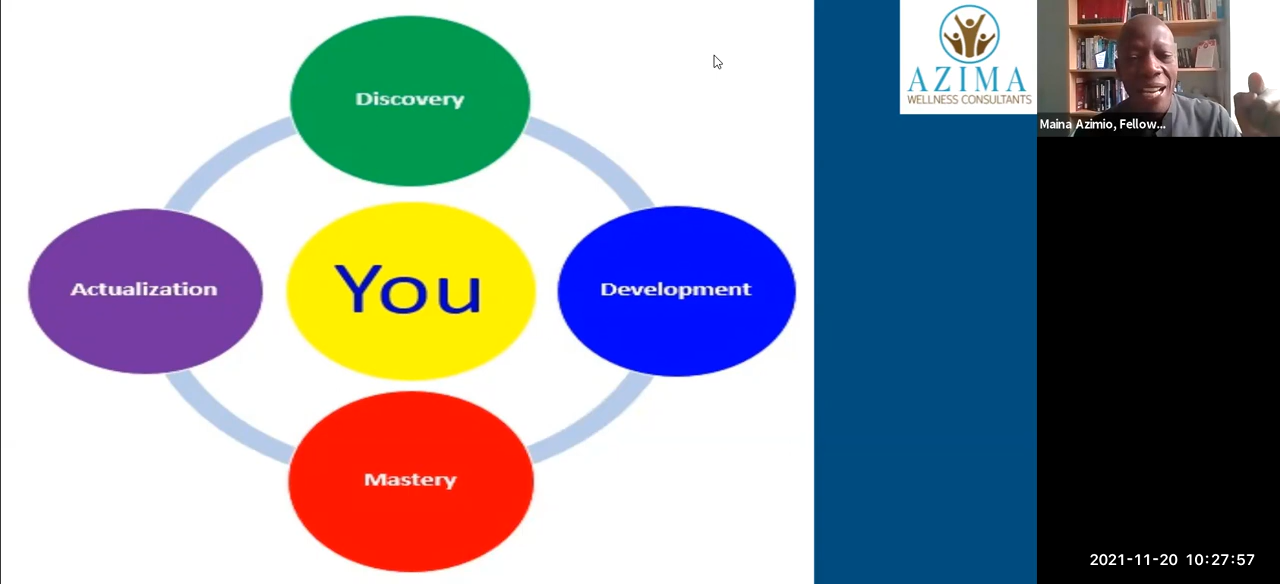 Discovery
AZIMA
WELLNESS CONSULTANTS
Maina Azimio, Fellow...
Actualization
You
Development
Mastery
2021-11-20 10:27:57